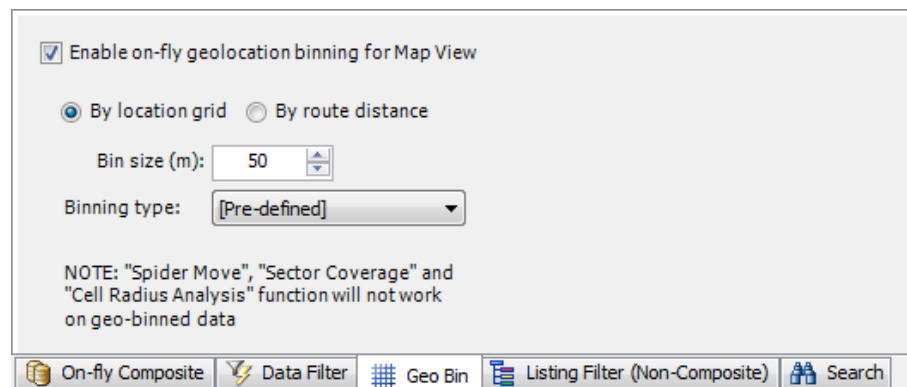 Enable on-fly geolocation binning for Map View
By location grid By route distance
Bin size (m): 50
Binning type: [Pre-defined]
NOTE: "Spider Move", "Sector Coverage" and
"Cell Radius Analysis" function will not work
on geo-binned data
On-fly Composite Data Filter Geo Bin Listing Filter (Non-Composite) Search